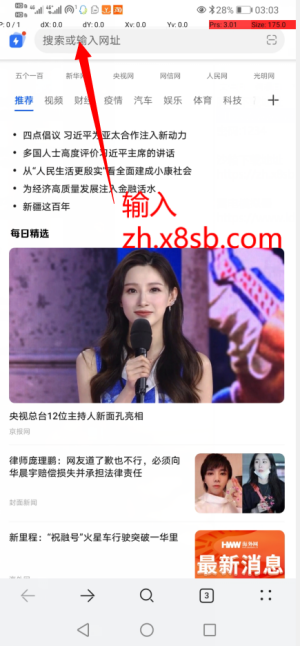 28% 03:03
P: 0 / 1 dX: 0.0 dY: 0.0 Xv: 0.0 Yv: 0.0 Prs: 3.01 Size: 175.0
搜索或输入网址
五个一百 新华网 央视网 网信网 人民网 光明网
推荐 视频 财经 疫情 汽车 娱乐 体育 科技
四点倡议 习近平为亚太合作注入新动力
多国人士高度评价习近平主席的讲话
从“人民生活更殷实”看全面建成小康社会
为经济高质量发展注入金融活水
新疆这百年
输入
zh.x8sb.com
每日精选
央视总台12位主持人新面孔亮相
京报网
律师庞理鹏：网友道了歉也不行，必须向
华晨宇赔偿损失并承担法律责任
封面新闻
新里程：“祝融号”火星车行驶突破一华里
HWW 海外网
最新消息
3